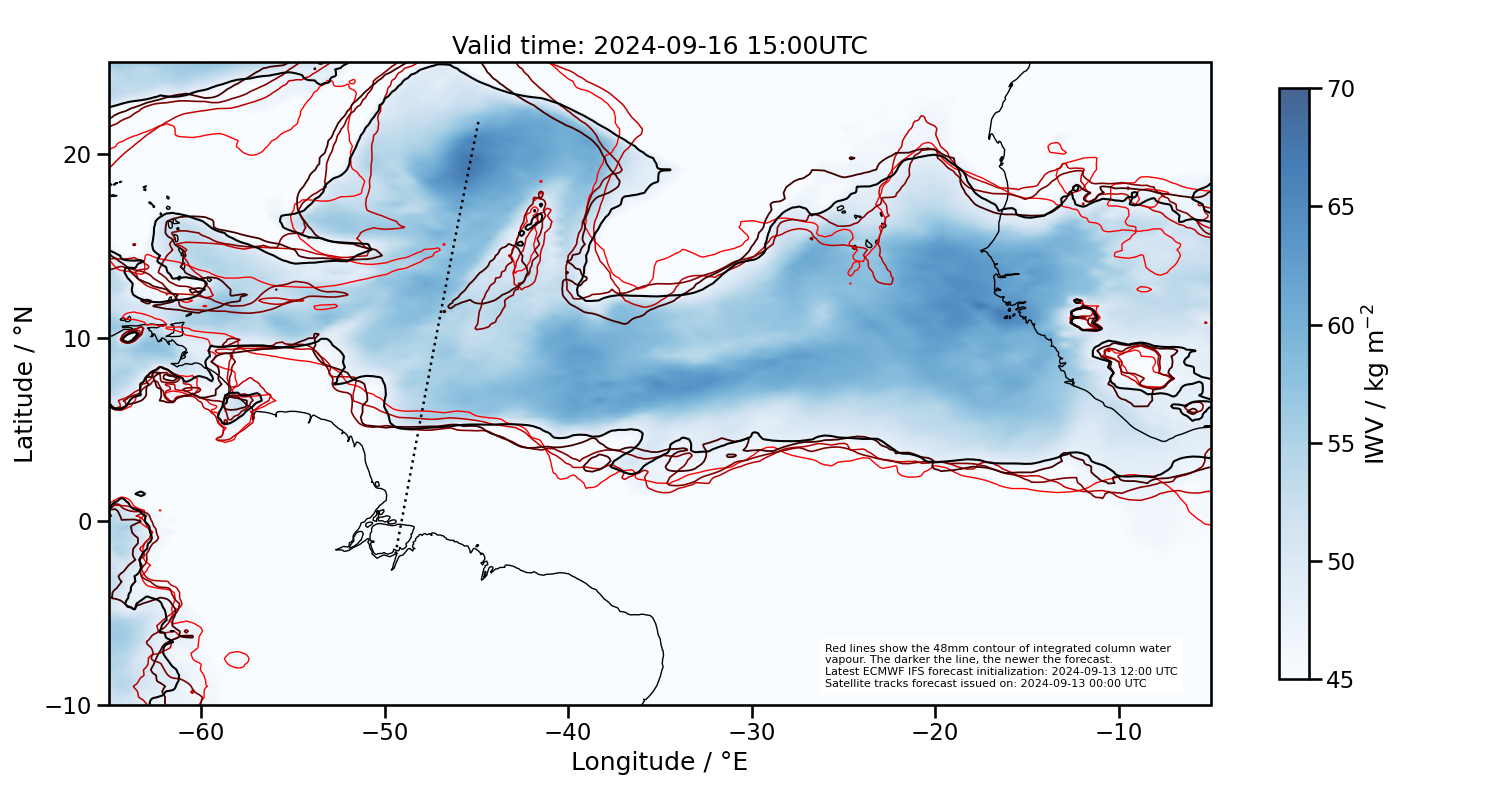 Valid time: 2024-09-16 15:00UTC
20
10
0
−10
Latitude / °N
−60
−50
−40
−30
−20
−10
Longitude / °E
Red lines show the 48mm contour of integrated column water
vapour. The darker the line, the newer the forecast.
Latest ECMWF IFS forecast initialization: 2024-09-13 12:00 UTC
Satellite tracks forecast issued on: 2024-09-13 00:00 UTC
70
65
60
55
50
45
IWV / kg m⁻²